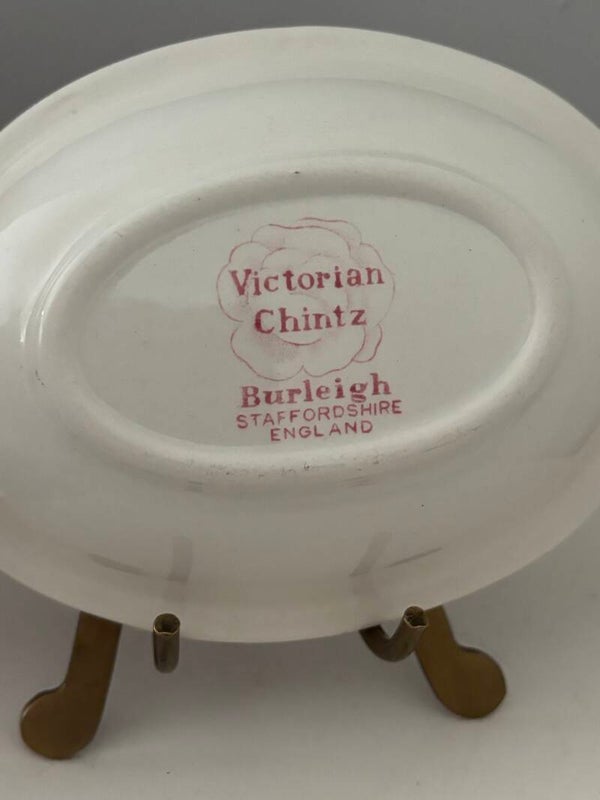 Victorian
Chintz
Burleigh
STAFFORDSHIRE
ENGLAND